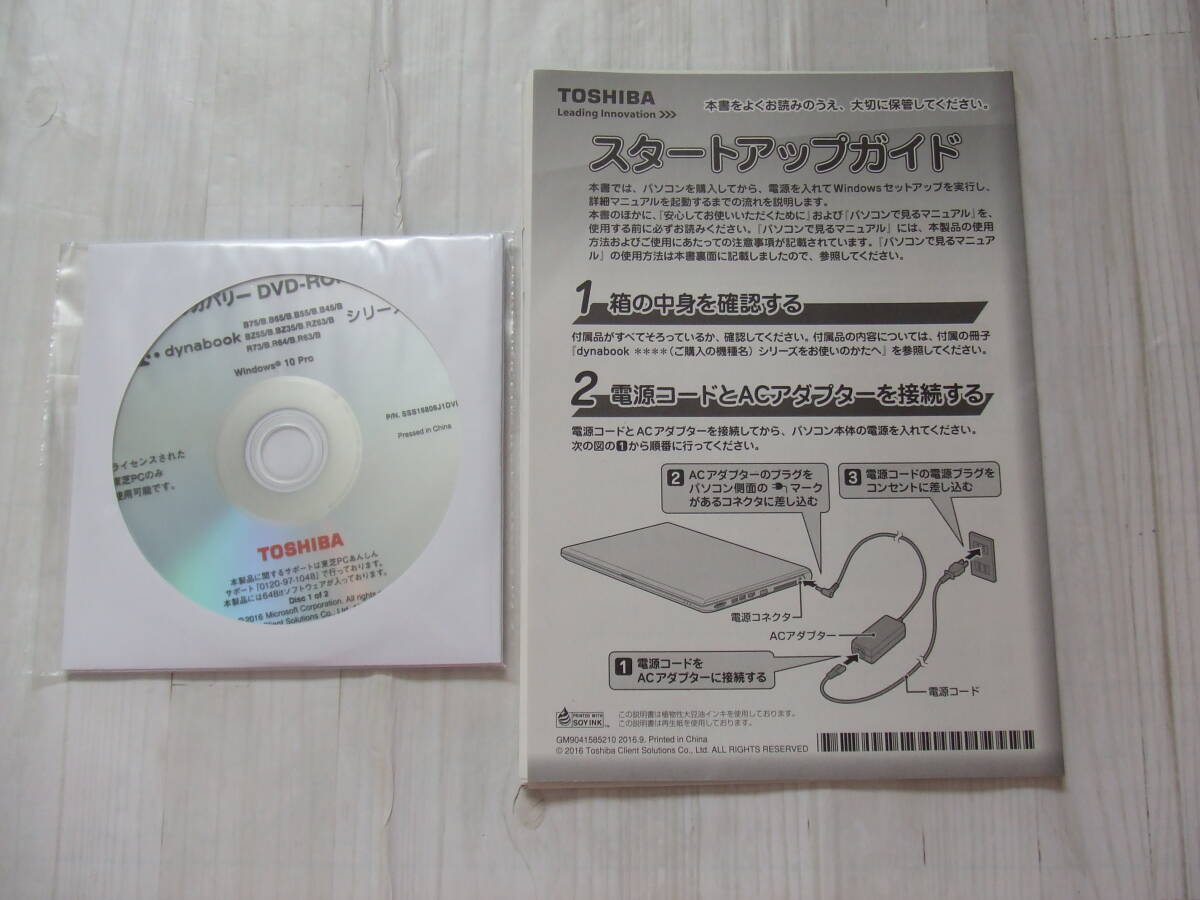 カバリー DVD-RO
B75/B,B65/B,B55/B,B45/B
dynabook BZ55/B,BZ35/B,RZ63/B シリーズ
R73/B,R64/B,R63/B
Windows® 10 Pro
P/N. SSS15806J1DVL
Pressed in China
ライセンスされた
東芝PCのみ
使用可能です。
TOSHIBA
本製品に関するサポートは東芝PCあんしん
サポート「0120-97-1048」で行っております。
本製品には64Bitソフトウェアが入っております。
Disc 1 of 2
©2016 Microsoft Corporation. All rights
Client Solutions Co., Ltd.
TOSHIBA
Leading Innovation >>>
本書をよくお読みのうえ、大切に保管してください。
スタートアップガイド
本書では、パソコンを購入してから、電源を入れてWindowsセットアップを実行し、
詳細マニュアルを起動するまでの流れを説明します。
本書のほかに、『安心してお使いいただくために』および『パソコンで見るマニュアル』を、
使用する前に必ずお読みください。『パソコンで見るマニュアル』には、本製品の使用
方法およびご使用にあたっての注意事項が記載されています。『パソコンで見るマニュア
ル』の使用方法は本書裏面に記載しましたので、参照してください。
1 箱の中身を確認する
付属品がすべてそろっているか、確認してください。付属品の内容については、付属の冊子
『dynabook ****(ご購入の機種名)シリーズをお使いのかたへ』を参照してください。
2 電源コードとACアダプターを接続する
電源コードとACアダプターを接続してから、パソコン本体の電源を入れてください。
次の図の1から順番に行ってください。
2 ACアダプターのプラグを
パソコン側面の マーク
があるコネクタに差し込む
3 電源コードの電源プラグを
コンセントに差し込む
電源コネクター
ACアダプター
1 電源コードを
ACアダプターに接続する
電源コード
PRINTED WITH
SOY INK
この説明書は植物性大豆油インキを使用しております。
この説明書は再生紙を使用しております。
GM9041585210 2016.9. Printed in China
© 2016 Toshiba Client Solutions Co., Ltd. ALL RIGHTS RESERVED